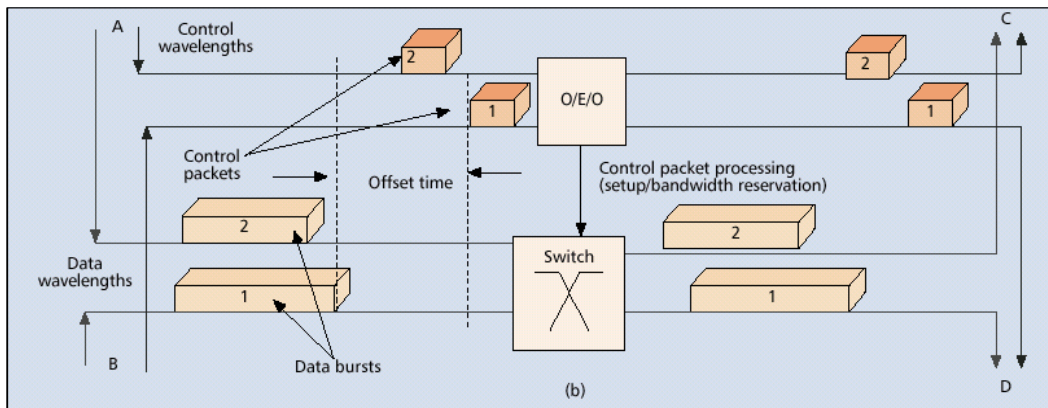 A
Control
wavelengths
C
2
2
1
O/E/O
1
Control
packets
Offset time
Control packet processing
(setup/bandwidth reservation)
2
2
Data
wavelengths
Switch
1
1
B
Data bursts
D
(b)